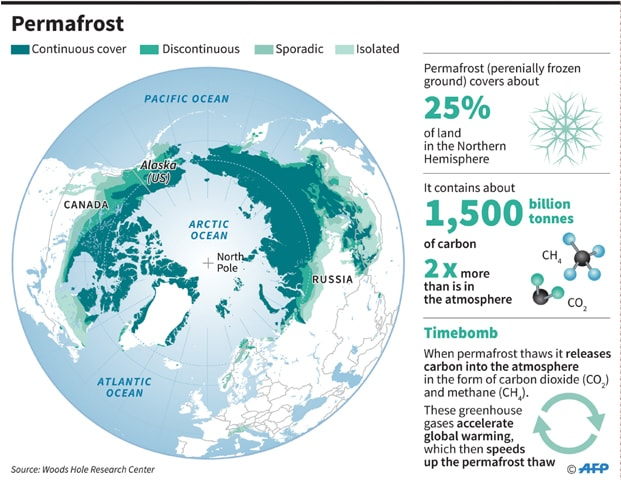 Permafrost
Continuous cover
Discontinuous
Sporadic
Isolated
PACIFIC OCEAN
Alaska
(US)
CANADA
ARCTIC
OCEAN
North
Pole
RUSSIA
ATLANTIC
OCEAN
Source: Woods Hole Research Center
Permafrost (perenially frozen
ground) covers about
25%
of land
in the Northern
Hemisphere
It contains about
1,500 billion
tonnes
of carbon
2 x more
than is in
the atmosphere
CH₄
CO₂
Timebomb
When permafrost thaws it releases
carbon into the atmosphere
in the form of carbon dioxide (CO₂)
and methane (CH₄).
These greenhouse
gases accelerate
global warming,
which then speeds
up the permafrost thaw
© AFP